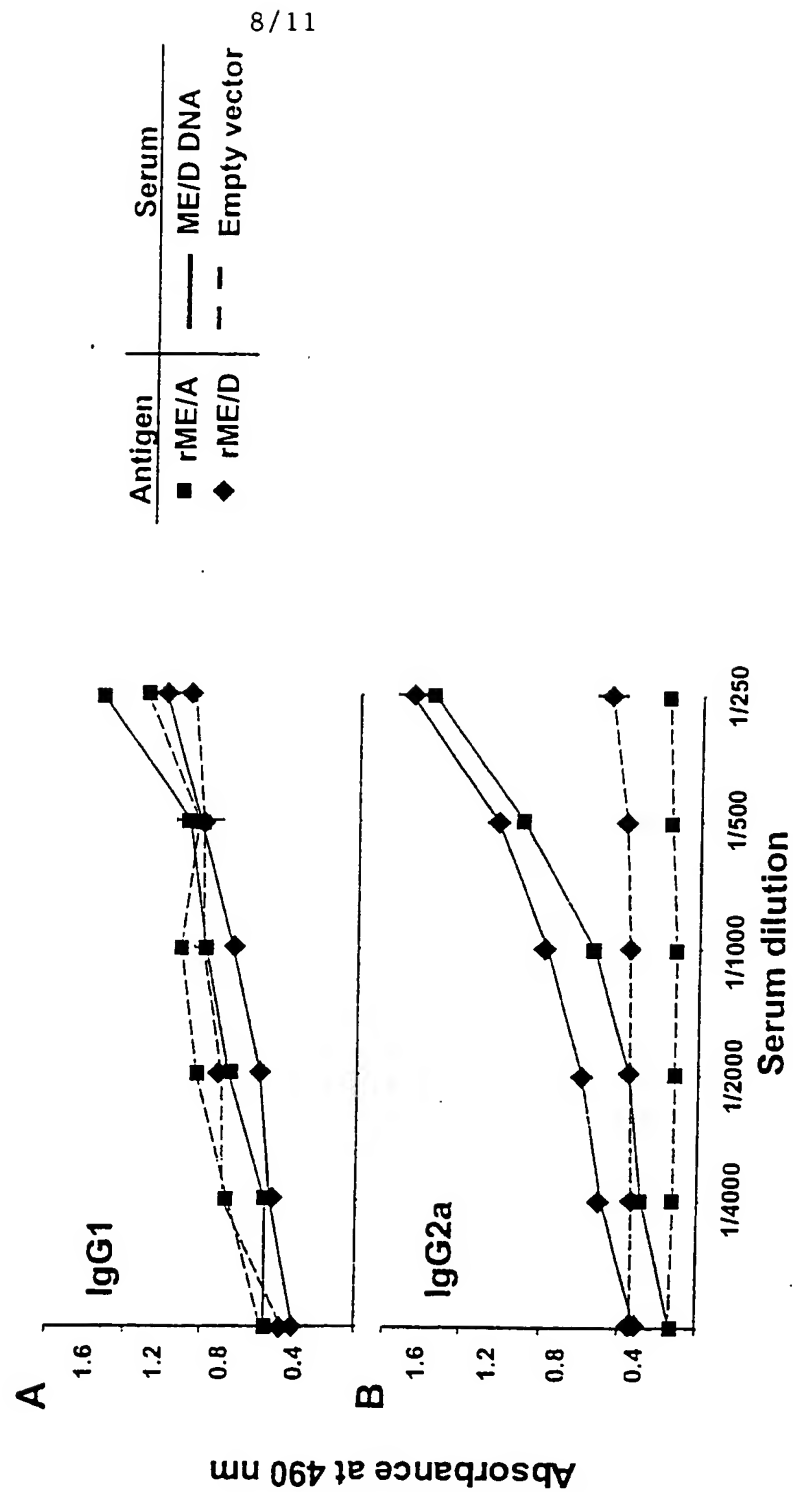 8/11
Antigen Serum
rME/A ME/D DNA
rME/D Empty vector
A
IgG1
1.6
1.2
0.8
0.4
B
IgG2a
1.6
1.2
0.8
0.4
Absorbance at 490 nm
1/4000 1/2000 1/1000 1/500 1/250
Serum dilution